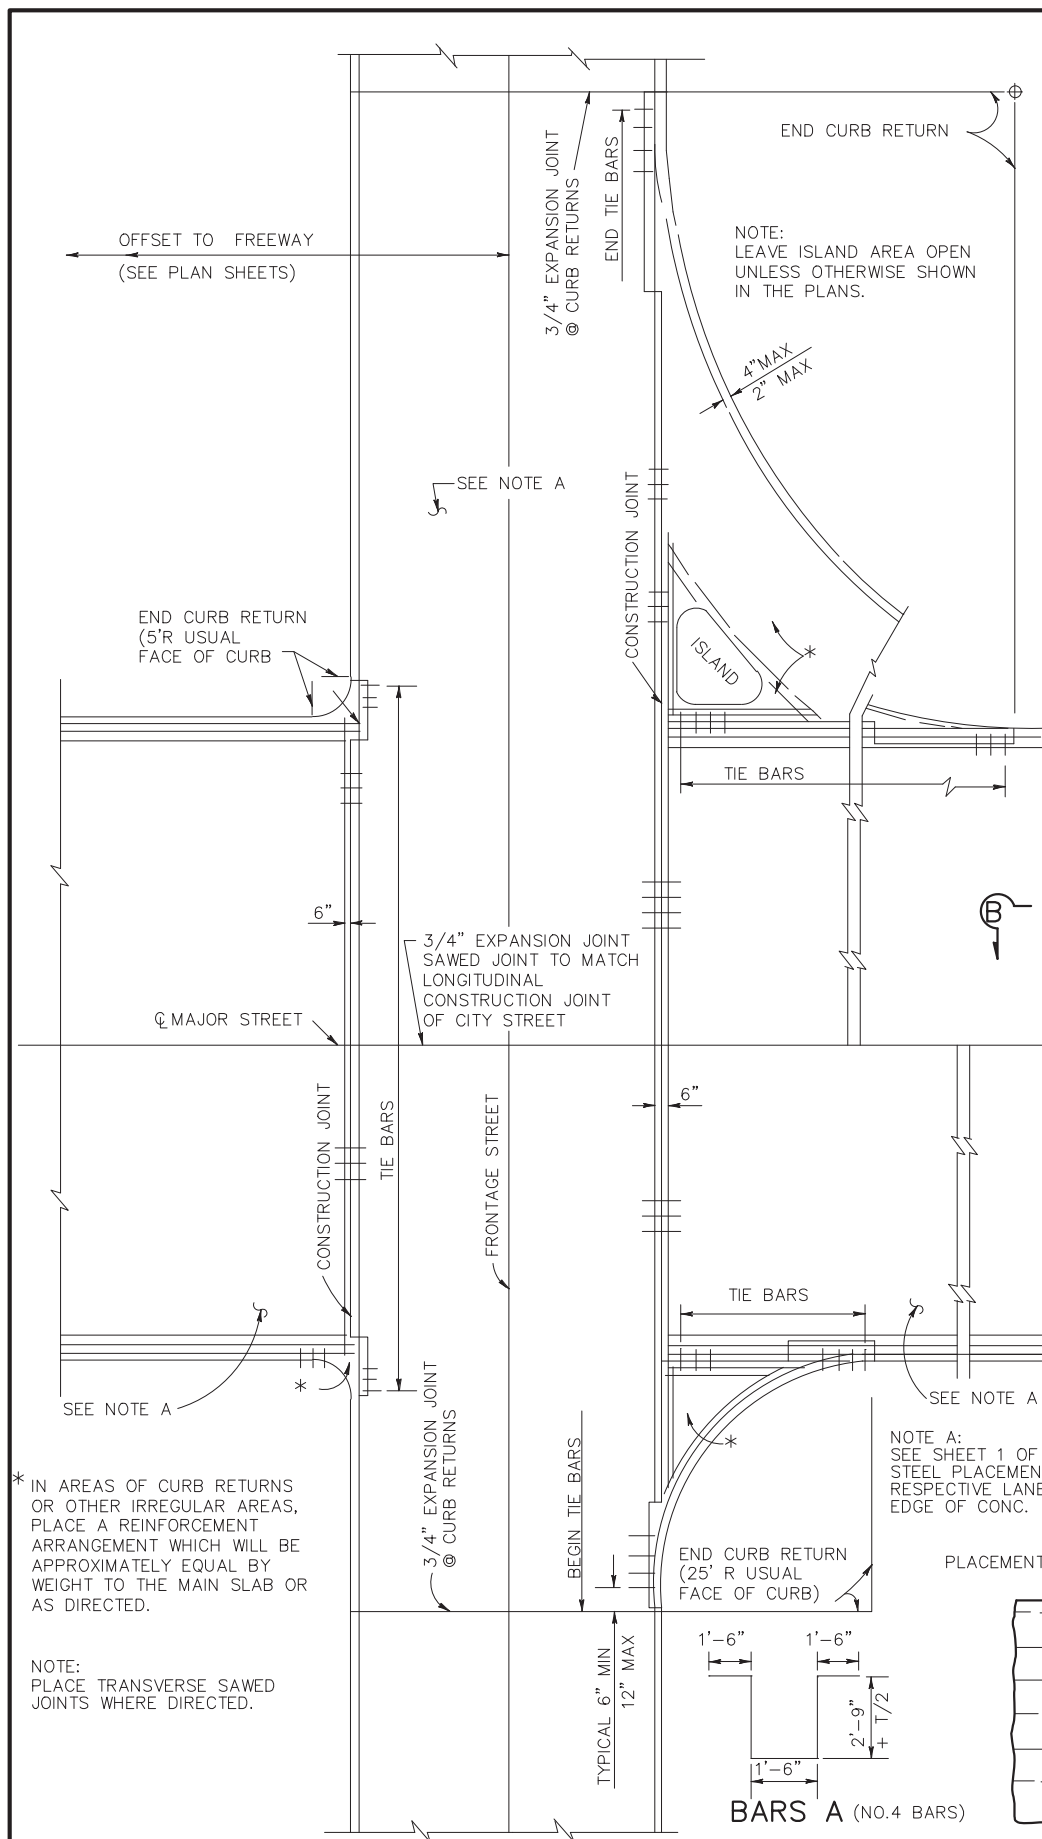 3/4” EXPANSION JOINT
@ CURB RETURNS
END TIE BARS
END CURB RETURN
OFFSET TO FREEWAY
(SEE PLAN SHEETS)
NOTE:
LEAVE ISLAND AREA OPEN
UNLESS OTHERWISE SHOWN
IN THE PLANS.
4”MAX
2” MAX
SEE NOTE A
CONSTRUCTION JOINT
END CURB RETURN
(5’R USUAL
FACE OF CURB
ISLAND
*
TIE BARS
6”
B
3/4” EXPANSION JOINT
SAWED JOINT TO MATCH
LONGITUDINAL
CONSTRUCTION JOINT
OF CITY STREET
℄ MAJOR STREET
6”
CONSTRUCTION JOINT
TIE BARS
FRONTAGE STREET
TIE BARS
*
SEE NOTE A
SEE NOTE A
3/4” EXPANSION JOINT
@ CURB RETURNS
*
NOTE A:
SEE SHEET 1 OF
STEEL PLACEMEN
RESPECTIVE LANE
EDGE OF CONC.
* IN AREAS OF CURB RETURNS
OR OTHER IRREGULAR AREAS,
PLACE A REINFORCEMENT
ARRANGEMENT WHICH WILL BE
APPROXIMATELY EQUAL BY
WEIGHT TO THE MAIN SLAB OR
AS DIRECTED.
BEGIN TIE BARS
END CURB RETURN
(25’ R USUAL
FACE OF CURB)
PLACEMENT
NOTE:
PLACE TRANSVERSE SAWED
JOINTS WHERE DIRECTED.
TYPICAL 6” MIN
12” MAX
1’-6”
1’-6”
2’-9”
+ T/2
1’-6”
BARS A (NO.4 BARS)